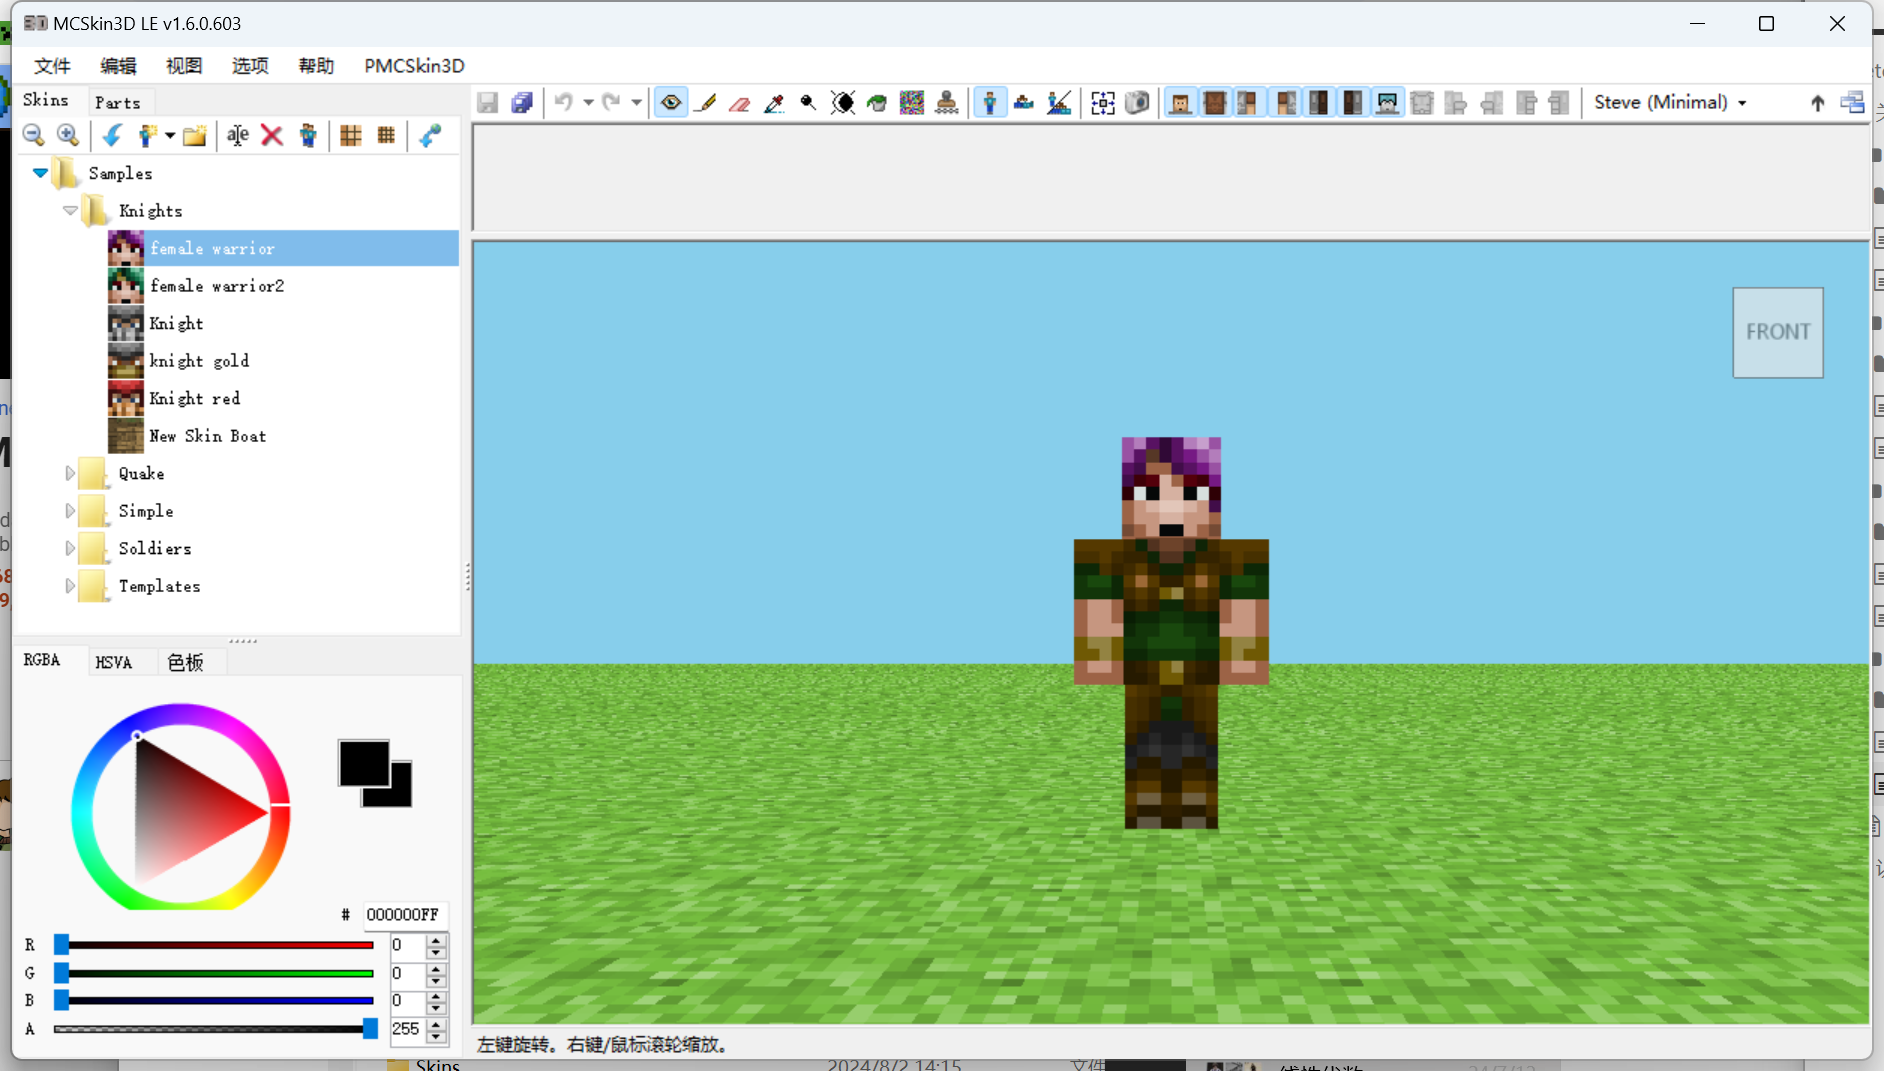 MCSkin3D LE v1.6.0.603
文件 编辑 视图 选项 帮助 PMCSkin3D
Skins Parts
Steve (Minimal)
Samples
Knights
female warrior
female warrior2
Knight
knight gold
Knight red
New Skin Boat
Quake
Simple
Soldiers
Templates
FRONT
RGBA HSVA 色板
# 000000FF
R 0
G 0
B 0
A 255
左键旋转。右键/鼠标滚轮缩放。
Skins 2024/8/2 14:15 文件